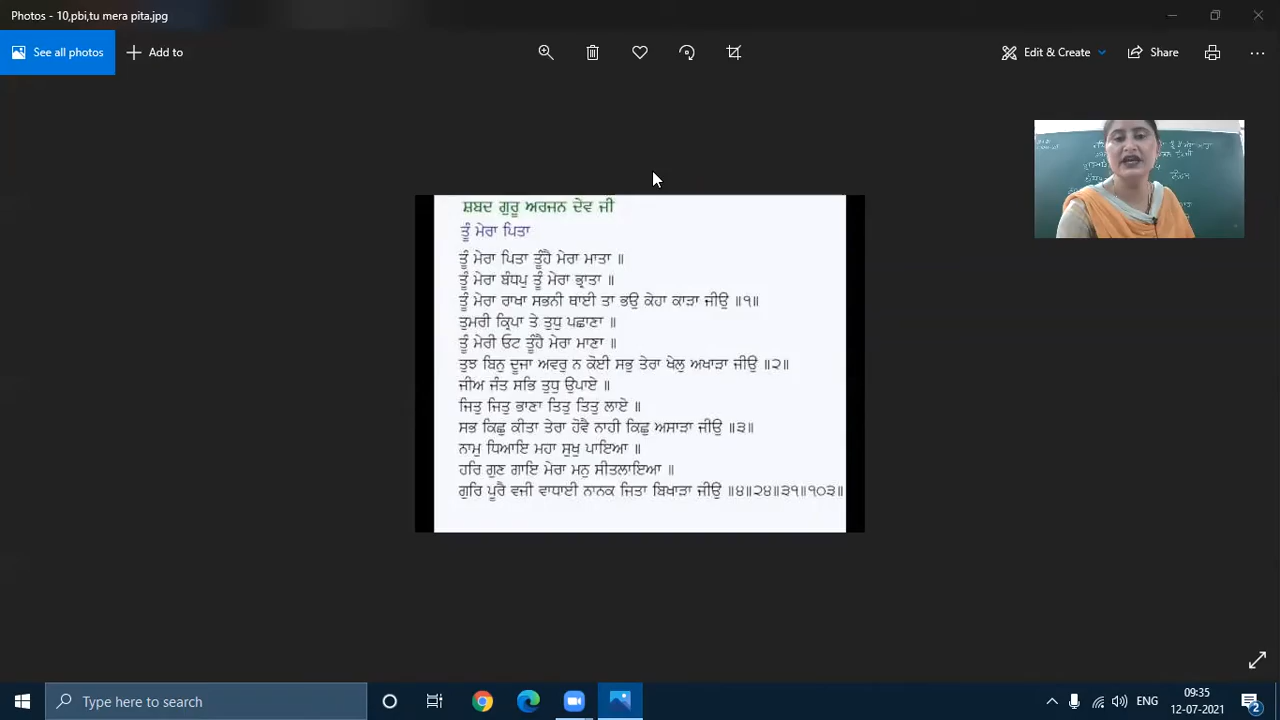 Photos - 10,pbi,tu mera pita.jpg
See all photos
Add to
Edit & Create
Share
ਸ਼ਬਦ ਗੁਰੂ ਅਰਜਨ ਦੇਵ ਜੀ
ਤੂੰ ਮੇਰਾ ਪਿਤਾ
ਤੂੰ ਮੇਰਾ ਪਿਤਾ ਤੂੰਹੈ ਮੇਰਾ ਮਾਤਾ ॥
ਤੂੰ ਮੇਰਾ ਬੰਧਪੁ ਤੂੰ ਮੇਰਾ ਭ੍ਰਾਤਾ ॥
ਤੂੰ ਮੇਰਾ ਰਾਖਾ ਸਭਨੀ ਥਾਈ ਤਾ ਭਉ ਕੇਹਾ ਕਾੜਾ ਜੀਉ ॥੧॥
ਤੁਮਰੀ ਕ੍ਰਿਪਾ ਤੇ ਤੁਧੁ ਪਛਾਣਾ ॥
ਤੂੰ ਮੇਰੀ ਓਟ ਤੂੰਹੈ ਮੇਰਾ ਮਾਣਾ ॥
ਤੁਝ ਬਿਨੁ ਦੂਜਾ ਅਵਰੁ ਨ ਕੋਈ ਸਭੁ ਤੇਰਾ ਖੇਲੁ ਅਖਾੜਾ ਜੀਉ ॥੨॥
ਜੀਅ ਜੰਤ ਸਭਿ ਤੁਧੁ ਉਪਾਏ ॥
ਜਿਤੁ ਜਿਤੁ ਭਾਣਾ ਤਿਤੁ ਤਿਤੁ ਲਾਏ ॥
ਸਭ ਕਿਛੁ ਕੀਤਾ ਤੇਰਾ ਹੋਵੈ ਨਾਹੀ ਕਿਛੁ ਅਸਾੜਾ ਜੀਉ ॥੩॥
ਨਾਮੁ ਧਿਆਇ ਮਹਾ ਸੁਖੁ ਪਾਇਆ ॥
ਹਰਿ ਗੁਣ ਗਾਇ ਮੇਰਾ ਮਨੁ ਸੀਤਲਾਇਆ ॥
ਗੁਰਿ ਪੂਰੈ ਵਜੀ ਵਾਧਾਈ ਨਾਨਕ ਜਿਤਾ ਬਿਖਾੜਾ ਜੀਉ ॥੪॥੨੪॥੩੧॥੧੦੩॥
Type here to search
ENG
09:35
12-07-2021
2